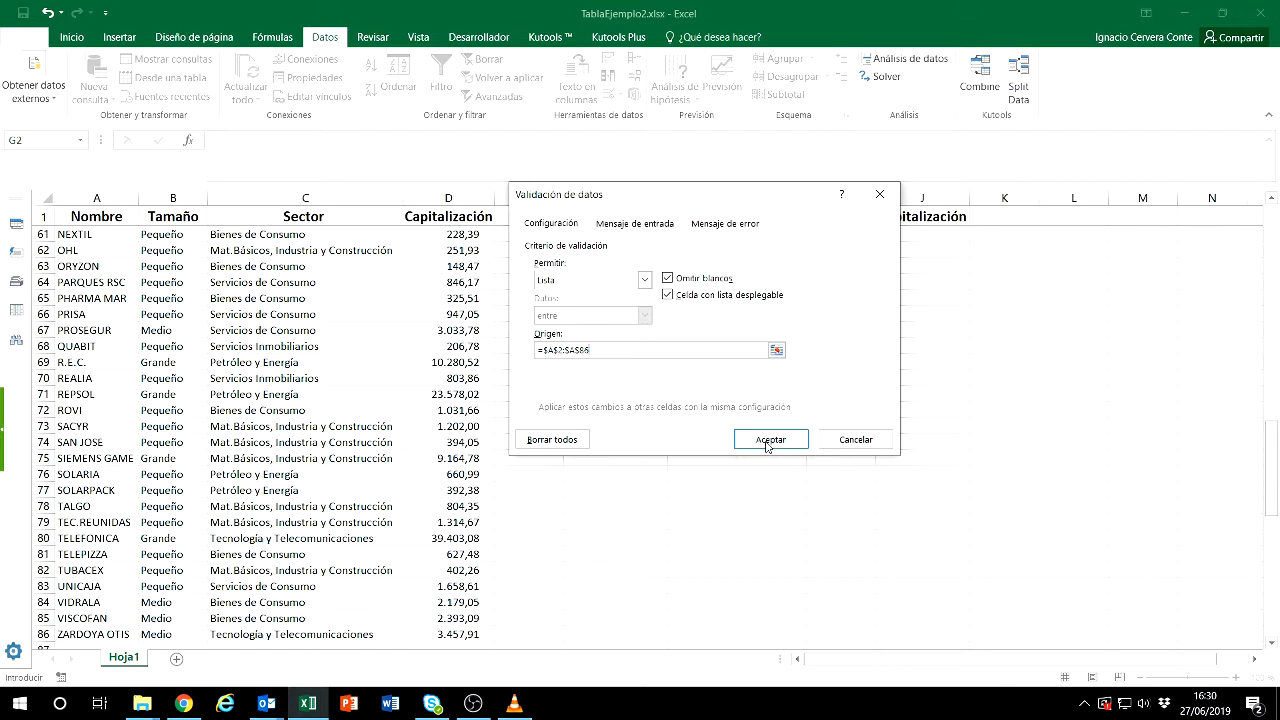 TablaEjemplo2.xlsx - Excel
Inicio Insertar Diseño de página Fórmulas Datos Revisar Vista Desarrollador Kutools ™ Kutools Plus ¿Qué desea hacer? Ignacio Cervera Conte Compartir
Obtener datos externos
Nueva consulta
Mostrar consultas
Desde una tabla
Fuentes recientes
Obtener y transformar
Actualizar todo
Conexiones
Propiedades
Editar vínculos
Conexiones
Ordenar
Filtro
Borrar
Volver a aplicar
Avanzadas
Ordenar y filtrar
Texto en columnas
Herramientas de datos
Análisis de hipótesis
Previsión
Previsión
Agrupar
Desagrupar
Subtotal
Esquema
Análisis de datos
Solver
Análisis
Combine
Split Data
Kutools
G2 fx
A B C D J K L M N
1 Nombre Tamaño Sector Capitalización italización
61 NEXTIL Pequeño Bienes de Consumo 228,39
62 OHL Pequeño Mat.Básicos, Industria y Construcción 251,93
63 ORYZON Pequeño Bienes de Consumo 148,47
64 PARQUES RSC Pequeño Servicios de Consumo 846,17
65 PHARMA MAR Pequeño Bienes de Consumo 325,51
66 PRISA Pequeño Servicios de Consumo 947,05
67 PROSEGUR Medio Servicios de Consumo 3.033,78
68 QUABIT Pequeño Servicios Inmobiliarios 206,78
69 R.E.C. Grande Petróleo y Energía 10.280,52
70 REALIA Pequeño Servicios Inmobiliarios 803,86
71 REPSOL Grande Petróleo y Energía 23.578,02
72 ROVI Pequeño Bienes de Consumo 1.031,66
73 SACYR Pequeño Mat.Básicos, Industria y Construcción 1.202,00
74 SAN JOSE Pequeño Mat.Básicos, Industria y Construcción 394,05
75 SIEMENS GAME Grande Mat.Básicos, Industria y Construcción 9.164,78
76 SOLARIA Pequeño Petróleo y Energía 660,99
77 SOLARPACK Pequeño Petróleo y Energía 392,38
78 TALGO Pequeño Mat.Básicos, Industria y Construcción 804,35
79 TEC.REUNIDAS Pequeño Mat.Básicos, Industria y Construcción 1.314,67
80 TELEFONICA Grande Tecnología y Telecomunicaciones 39.403,08
81 TELEPIZZA Pequeño Bienes de Consumo 627,48
82 TUBACEX Pequeño Mat.Básicos, Industria y Construcción 402,26
83 UNICAJA Pequeño Servicios de Consumo 1.658,61
84 VIDRALA Medio Bienes de Consumo 2.179,05
85 VISCOFAN Medio Bienes de Consumo 2.393,09
86 ZARDOYA OTIS Medio Tecnología y Telecomunicaciones 3.457,91
Validación de datos ?
Configuración Mensaje de entrada Mensaje de error
Criterio de validación
Permitir:
Lista
Omitir blancos
Celda con lista desplegable
Datos:
entre
Origen:
=$A$2:$A$86
Aplicar estos cambios a otras celdas con la misma configuración
Borrar todos Aceptar Cancelar
Hoja1
Introducir 100 %
16:30
27/06/2019
2